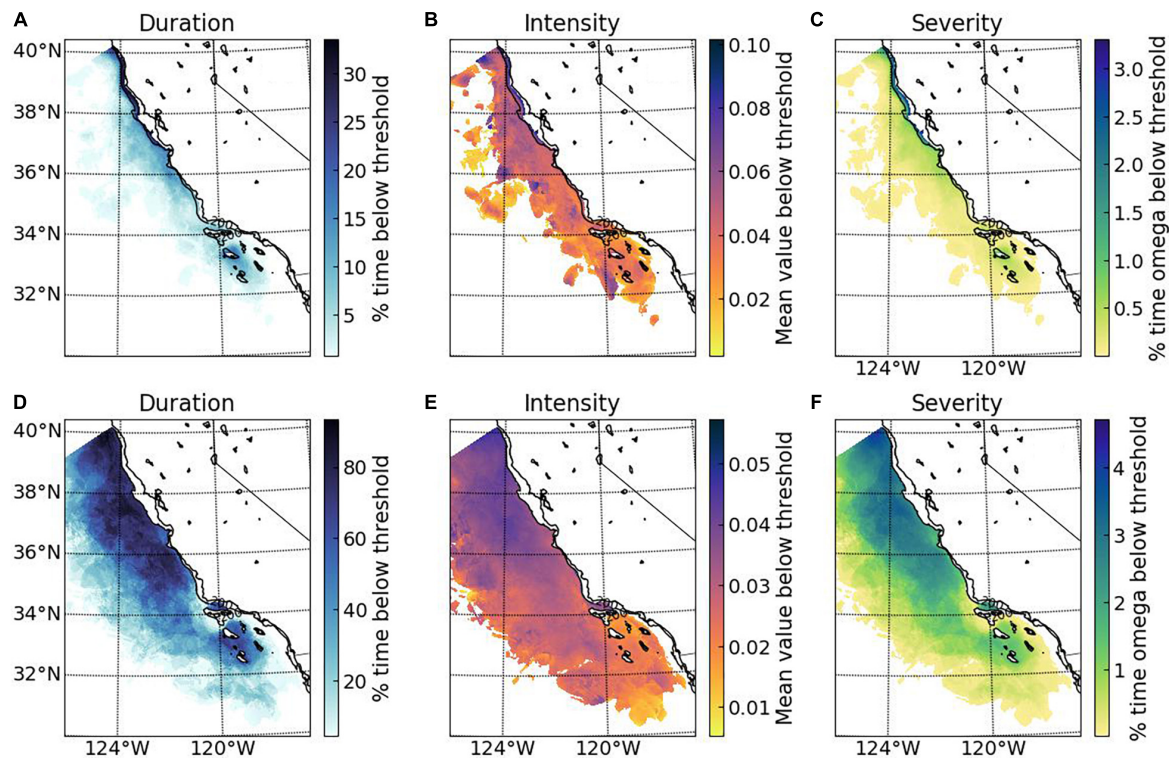 A Duration
B Intensity
C Severity
40°N
38°N
36°N
34°N
32°N
30
25
20
15
10
5
% time below threshold
0.10
0.08
0.06
0.04
0.02
Mean value below threshold
3.0
2.5
2.0
1.5
1.0
0.5
% time omega below threshold
124°W 120°W
D Duration
E Intensity
F Severity
40°N
38°N
36°N
34°N
32°N
80
60
40
20
% time below threshold
0.05
0.04
0.03
0.02
0.01
Mean value below threshold
4
3
2
1
% time omega below threshold
124°W 120°W
124°W 120°W
124°W 120°W